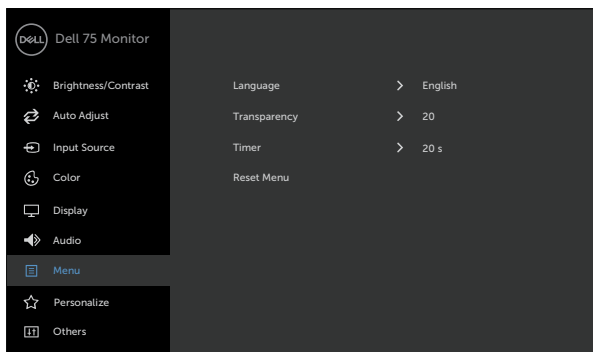 DELL Dell 75 Monitor
Brightness/Contrast
Auto Adjust
Input Source
Color
Display
Audio
Menu
Personalize
Others
Language > English
Transparency > 20
Timer > 20 s
Reset Menu